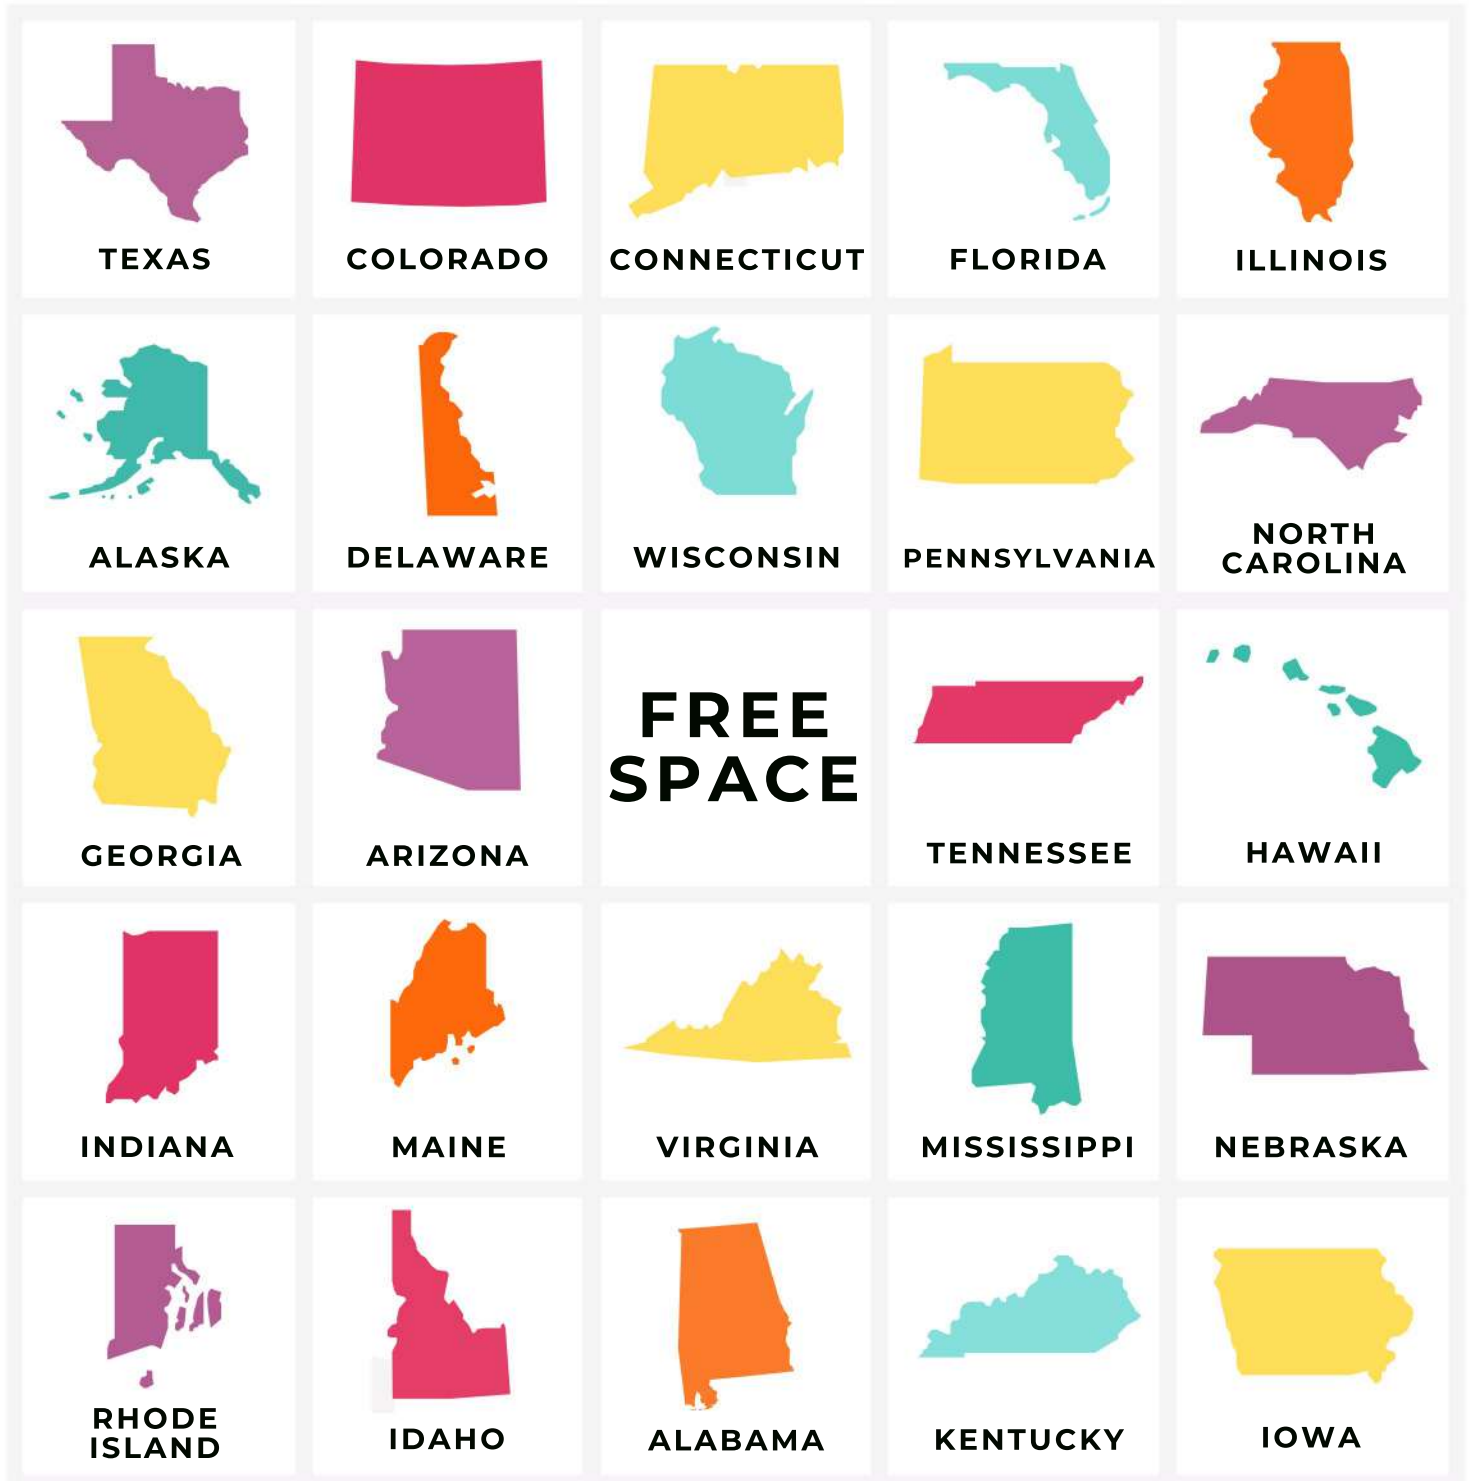 TEXAS
COLORADO
CONNECTICUT
FLORIDA
ILLINOIS
ALASKA
DELAWARE
WISCONSIN
PENNSYLVANIA
NORTH
CAROLINA
GEORGIA
ARIZONA
FREE
SPACE
TENNESSEE
HAWAII
INDIANA
MAINE
VIRGINIA
MISSISSIPPI
NEBRASKA
RHODE
ISLAND
IDAHO
ALABAMA
KENTUCKY
IOWA